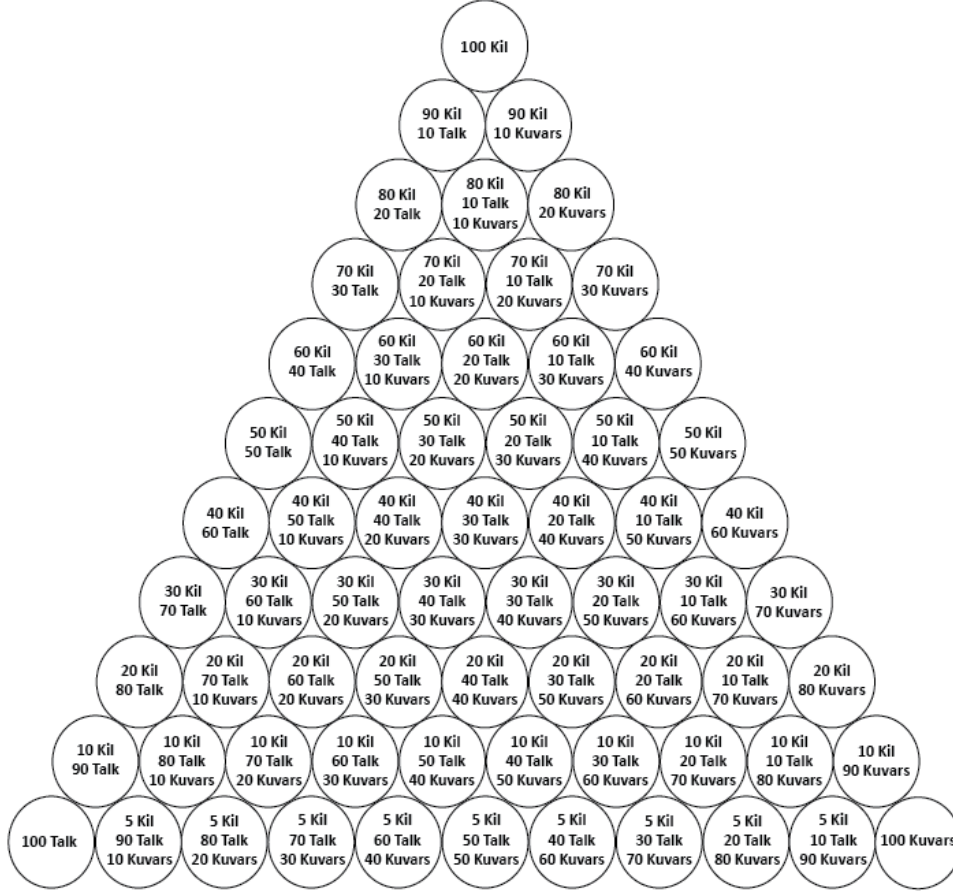 100 Kil
90 Kil
10 Talk
90 Kil
10 Kuvars
80 Kil
20 Talk
80 Kil
10 Talk
10 Kuvars
80 Kil
20 Kuvars
70 Kil
30 Talk
70 Kil
20 Talk
10 Kuvars
70 Kil
10 Talk
20 Kuvars
70 Kil
30 Kuvars
60 Kil
40 Talk
60 Kil
30 Talk
10 Kuvars
60 Kil
20 Talk
20 Kuvars
60 Kil
10 Talk
30 Kuvars
60 Kil
40 Kuvars
50 Kil
50 Talk
50 Kil
40 Talk
10 Kuvars
50 Kil
30 Talk
20 Kuvars
50 Kil
20 Talk
30 Kuvars
50 Kil
10 Talk
40 Kuvars
50 Kil
50 Kuvars
40 Kil
60 Talk
40 Kil
50 Talk
10 Kuvars
40 Kil
40 Talk
20 Kuvars
40 Kil
30 Talk
30 Kuvars
40 Kil
20 Talk
40 Kuvars
40 Kil
10 Talk
50 Kuvars
40 Kil
60 Kuvars
30 Kil
70 Talk
30 Kil
60 Talk
10 Kuvars
30 Kil
50 Talk
20 Kuvars
30 Kil
40 Talk
30 Kuvars
30 Kil
30 Talk
40 Kuvars
30 Kil
20 Talk
50 Kuvars
30 Kil
10 Talk
60 Kuvars
30 Kil
70 Kuvars
20 Kil
80 Talk
20 Kil
70 Talk
10 Kuvars
20 Kil
60 Talk
20 Kuvars
20 Kil
50 Talk
30 Kuvars
20 Kil
40 Talk
40 Kuvars
20 Kil
30 Talk
50 Kuvars
20 Kil
20 Talk
60 Kuvars
20 Kil
10 Talk
70 Kuvars
20 Kil
80 Kuvars
10 Kil
90 Talk
10 Kil
80 Talk
10 Kuvars
10 Kil
70 Talk
20 Kuvars
10 Kil
60 Talk
30 Kuvars
10 Kil
50 Talk
40 Kuvars
10 Kil
40 Talk
50 Kuvars
10 Kil
30 Talk
60 Kuvars
10 Kil
20 Talk
70 Kuvars
10 Kil
10 Talk
80 Kuvars
10 Kil
90 Kuvars
100 Talk
5 Kil
90 Talk
10 Kuvars
5 Kil
80 Talk
20 Kuvars
5 Kil
70 Talk
30 Kuvars
5 Kil
60 Talk
40 Kuvars
5 Kil
50 Talk
50 Kuvars
5 Kil
40 Talk
60 Kuvars
5 Kil
30 Talk
70 Kuvars
5 Kil
20 Talk
80 Kuvars
5 Kil
10 Talk
90 Kuvars
100 Kuvars